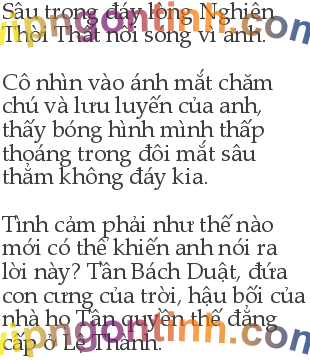 Sâu trong đáy lòng Nghiên
Thời Thất nổi sóng vì anh.
Cô nhìn vào ánh mắt chăm
chú và lưu luyến của anh,
thấy bóng hình mình thấp
thoáng trong đôi mắt sâu
thẳm không đáy kia.
Tình cảm phải như thế nào
mới có thể khiến anh nói ra
lời này? Tần Bách Duật, đứa
con cưng của trời, hậu bối của
nhà họ Tần quyền thế đẳng
cấp ở Lệ Thành.
vipngontinh.com